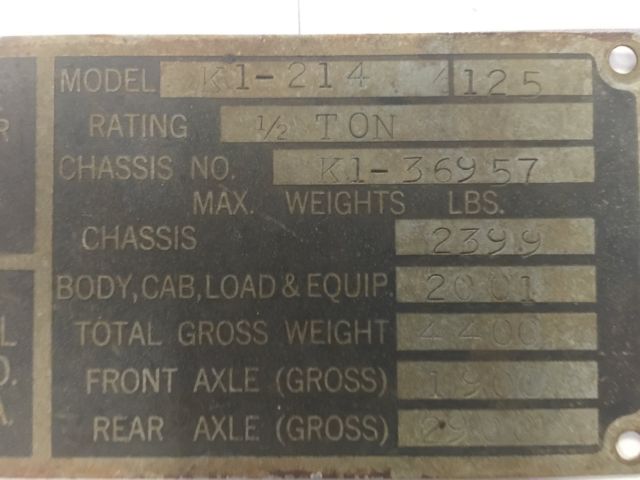 MODEL K1-214 4125
RATING ½ TON
CHASSIS NO. K1-36957
MAX. WEIGHTS LBS.
CHASSIS 2399
BODY, CAB, LOAD & EQUIP. 2001
TOTAL GROSS WEIGHT 4400
FRONT AXLE (GROSS) 1900
REAR AXLE (GROSS)